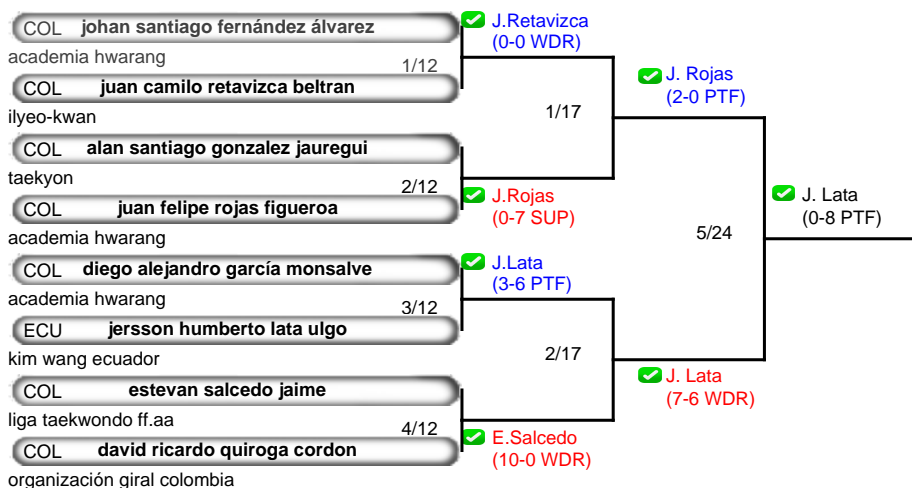 COL johan santiago fernández álvarez
J.Retavizca
(0-0 WDR)
academia hwarang
1/12
COL juan camilo retavizca beltran
J. Rojas
(2-0 PTF)
ilyeo-kwan
1/17
COL alan santiago gonzalez jauregui
taekyon
2/12
J.Rojas
(0-7 SUP)
COL juan felipe rojas figueroa
J. Lata
(0-8 PTF)
academia hwarang
5/24
COL diego alejandro garcía monsalve
J.Lata
(3-6 PTF)
academia hwarang
3/12
ECU jersson humberto lata ulgo
kim wang ecuador
2/17
COL estevan salcedo jaime
J. Lata
(7-6 WDR)
liga taekwondo ff.aa
4/12
E.Salcedo
(10-0 WDR)
COL david ricardo quiroga cordon
organización giral colombia